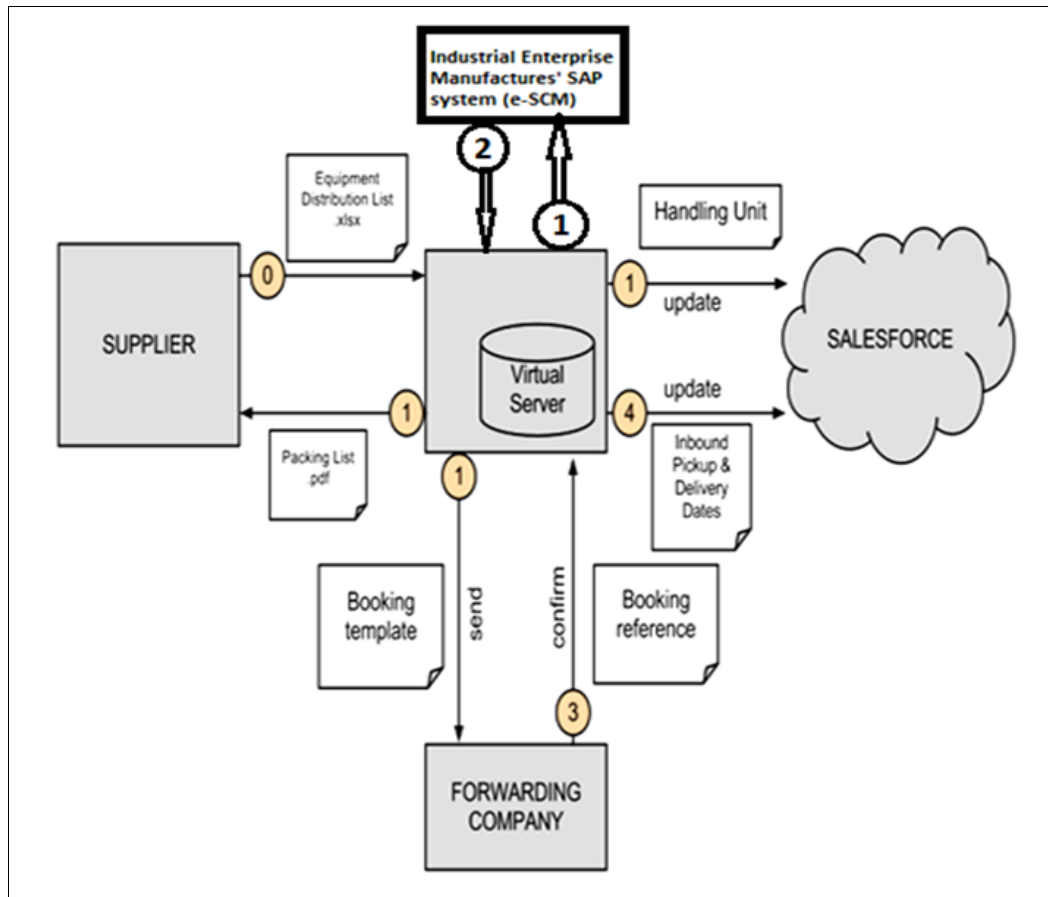 Industrial Enterprise
Manufactures' SAP
system (e-SCM)
2
1
Equipment
Distribution List
.xlsx
Handling Unit
0
1
update
SUPPLIER
Virtual
Server
SALESFORCE
update
1
4
Packing List
.pdf
1
Inbound
Pickup &
Delivery
Dates
Booking
template
send
confirm
Booking
reference
3
FORWARDING
COMPANY